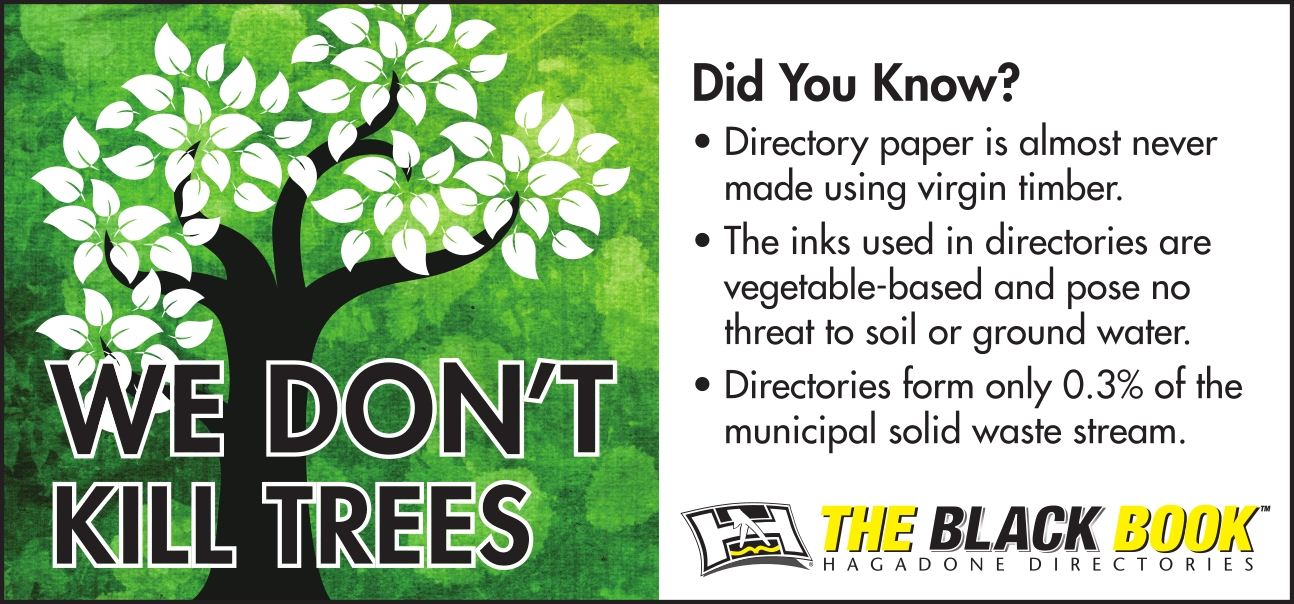 WE DON'T
KILL TREES
Did You Know?
• Directory paper is almost never
made using virgin timber.
• The inks used in directories are
vegetable-based and pose no
threat to soil or ground water.
• Directories form only 0.3% of the
municipal solid waste stream.
THE BLACK BOOK™
HAGADONE DIRECTORIES